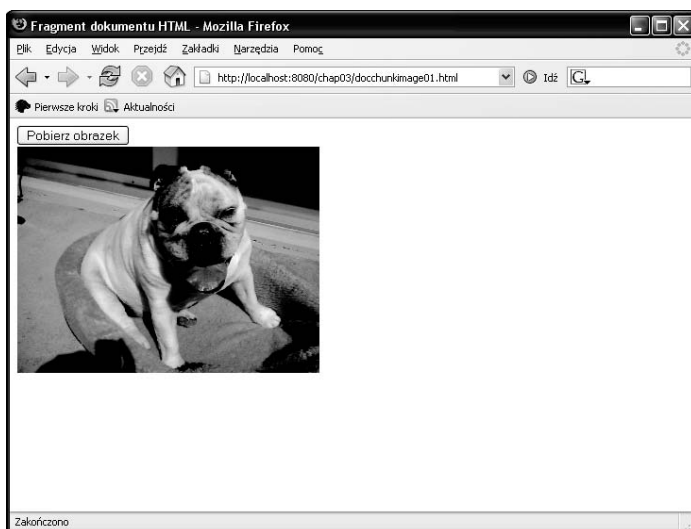 Fragment dokumentu HTML - Mozilla Firefox
Plik Edycja Widok Przejdź Zakładki Narzędzia Pomoc
http://localhost:8080/chap03/docchunkimage01.html Idź G
Pierwsze kroki Aktualności
Pobierz obrazek
Zakończono